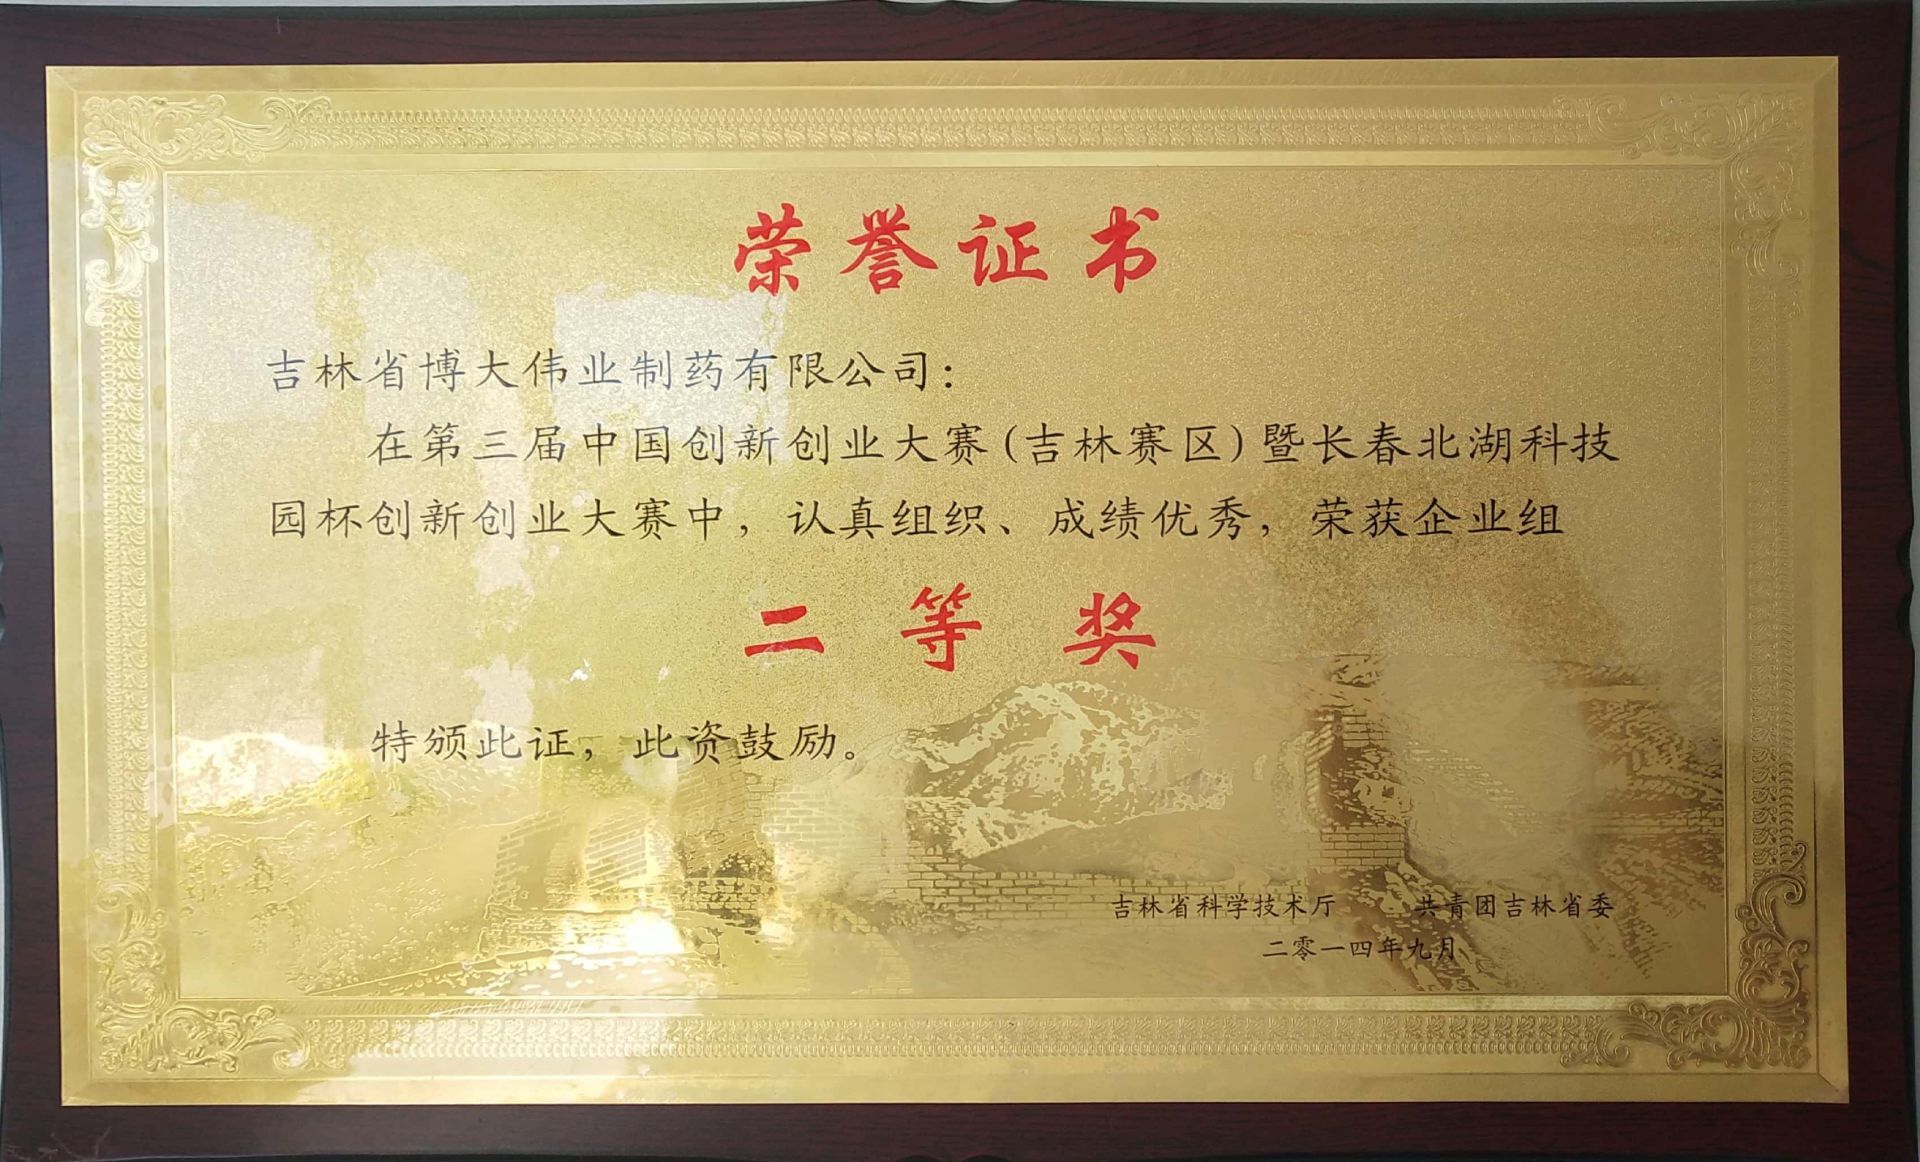 荣誉证书
吉林省博大伟业制药有限公司：
在第三届中国创新创业大赛(吉林赛区)暨长春北湖科技
园杯创新创业大赛中，认真组织、成绩优秀，荣获企业组
二等奖
特颁此证，此资鼓励。
吉林省科学技术厅 共青团吉林省委
二零一四年九月